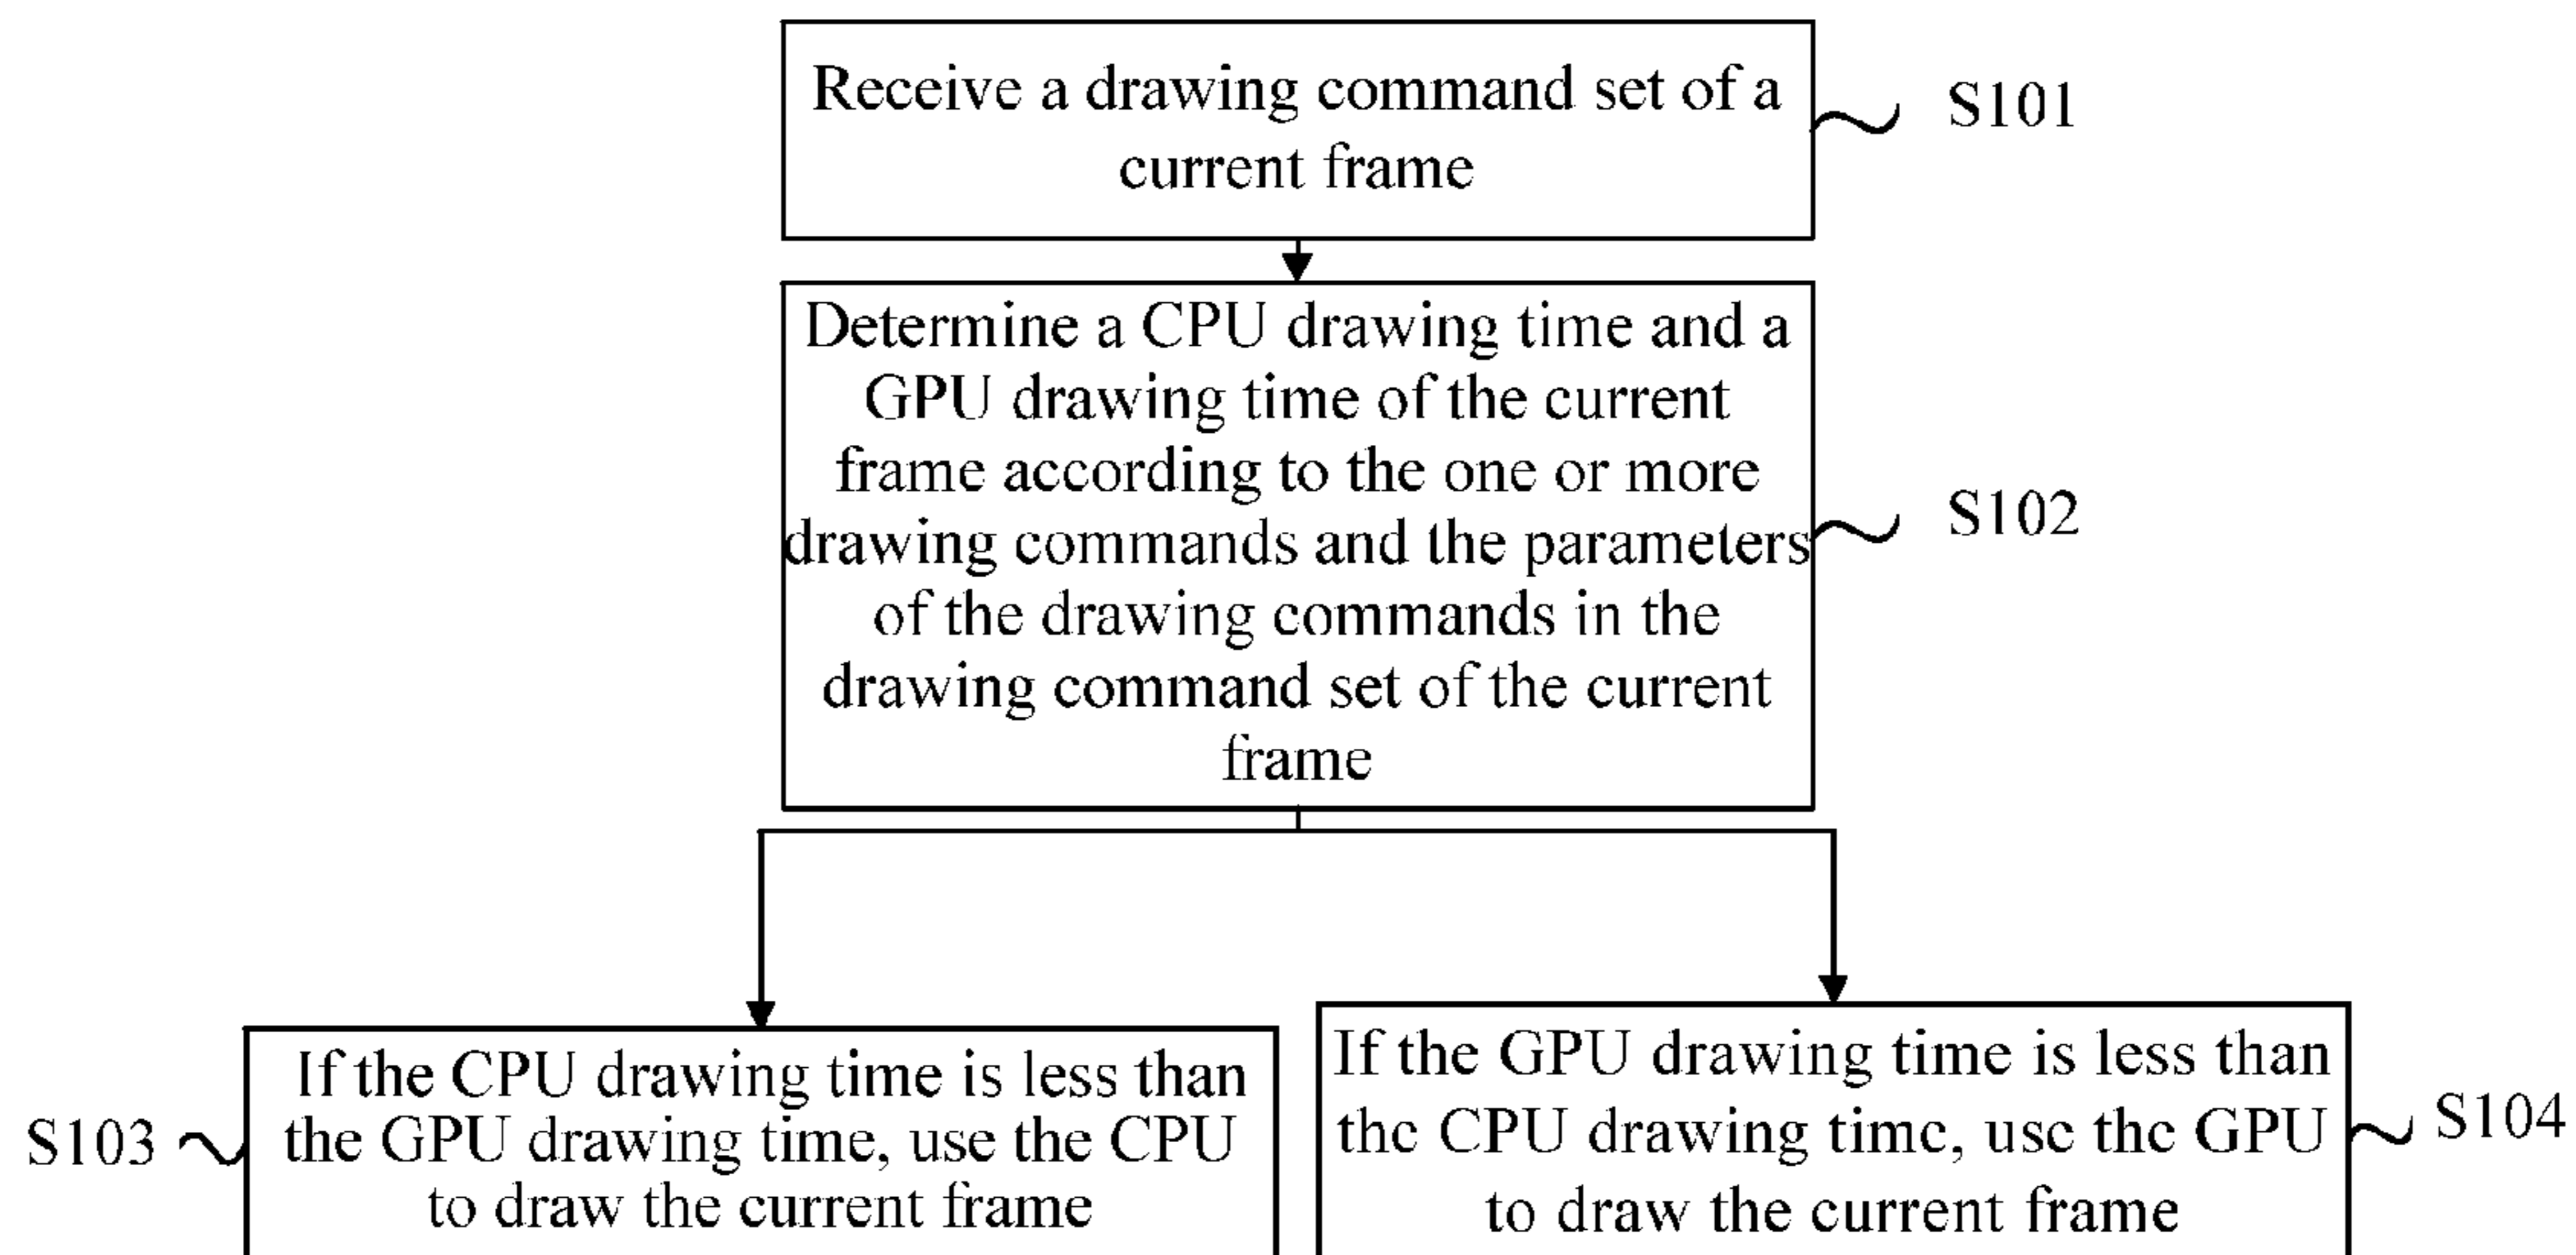 Receive a drawing command set of a
current frame
S101
Determine a CPU drawing time and a
GPU drawing time of the current
frame according to the one or more
drawing commands and the parameters
of the drawing commands in the
drawing command set of the current
frame
S102
If the CPU drawing time is less than
the GPU drawing time, use the CPU
to draw the current frame
S103
If the GPU drawing time is less than
the CPU drawing time, use the GPU
to draw the current frame
S104